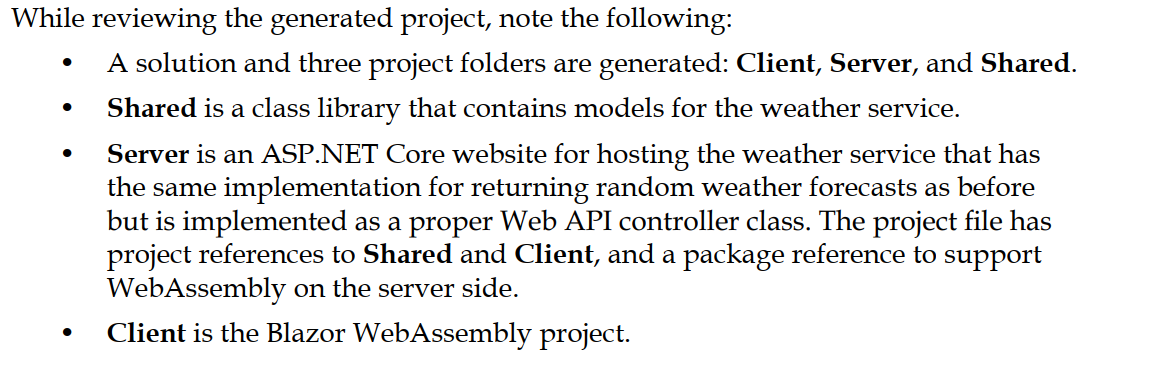 While reviewing the generated project, note the following:
• A solution and three project folders are generated: Client, Server, and Shared.
• Shared is a class library that contains models for the weather service.
• Server is an ASP.NET Core website for hosting the weather service that has
the same implementation for returning random weather forecasts as before
but is implemented as a proper Web API controller class. The project file has
project references to Shared and Client, and a package reference to support
WebAssembly on the server side.
• Client is the Blazor WebAssembly project.